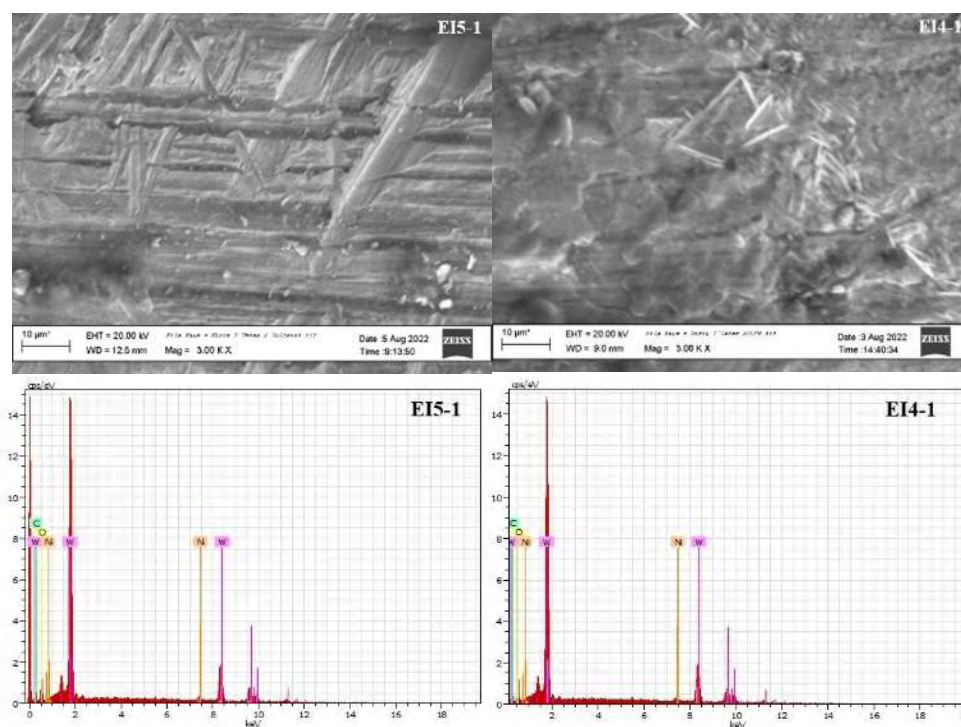 EI5-1
EI4-1
10 µm*
EHT = 20.00 kV
WD = 12.5 mm
Mag = 3.00 K X
Date :5 Aug 2022
Time :9:13:50
ZEISS
10 µm*
EHT = 20.00 kV
WD = 9.0 mm
Mag = 3.00 K X
Date :3 Aug 2022
Time :14:40:34
ZEISS
cps/eV
EI5-1
14
12
10
8
6
4
2
0
C
O
W
Ni
W
Ni
W
0
2
4
6
8
10
12
14
16
18
keV
cps/eV
EI4-1
14
12
10
8
6
4
2
0
C
O
W
Ni
W
Ni
W
2
4
6
8
10
12
14
16
18
keV